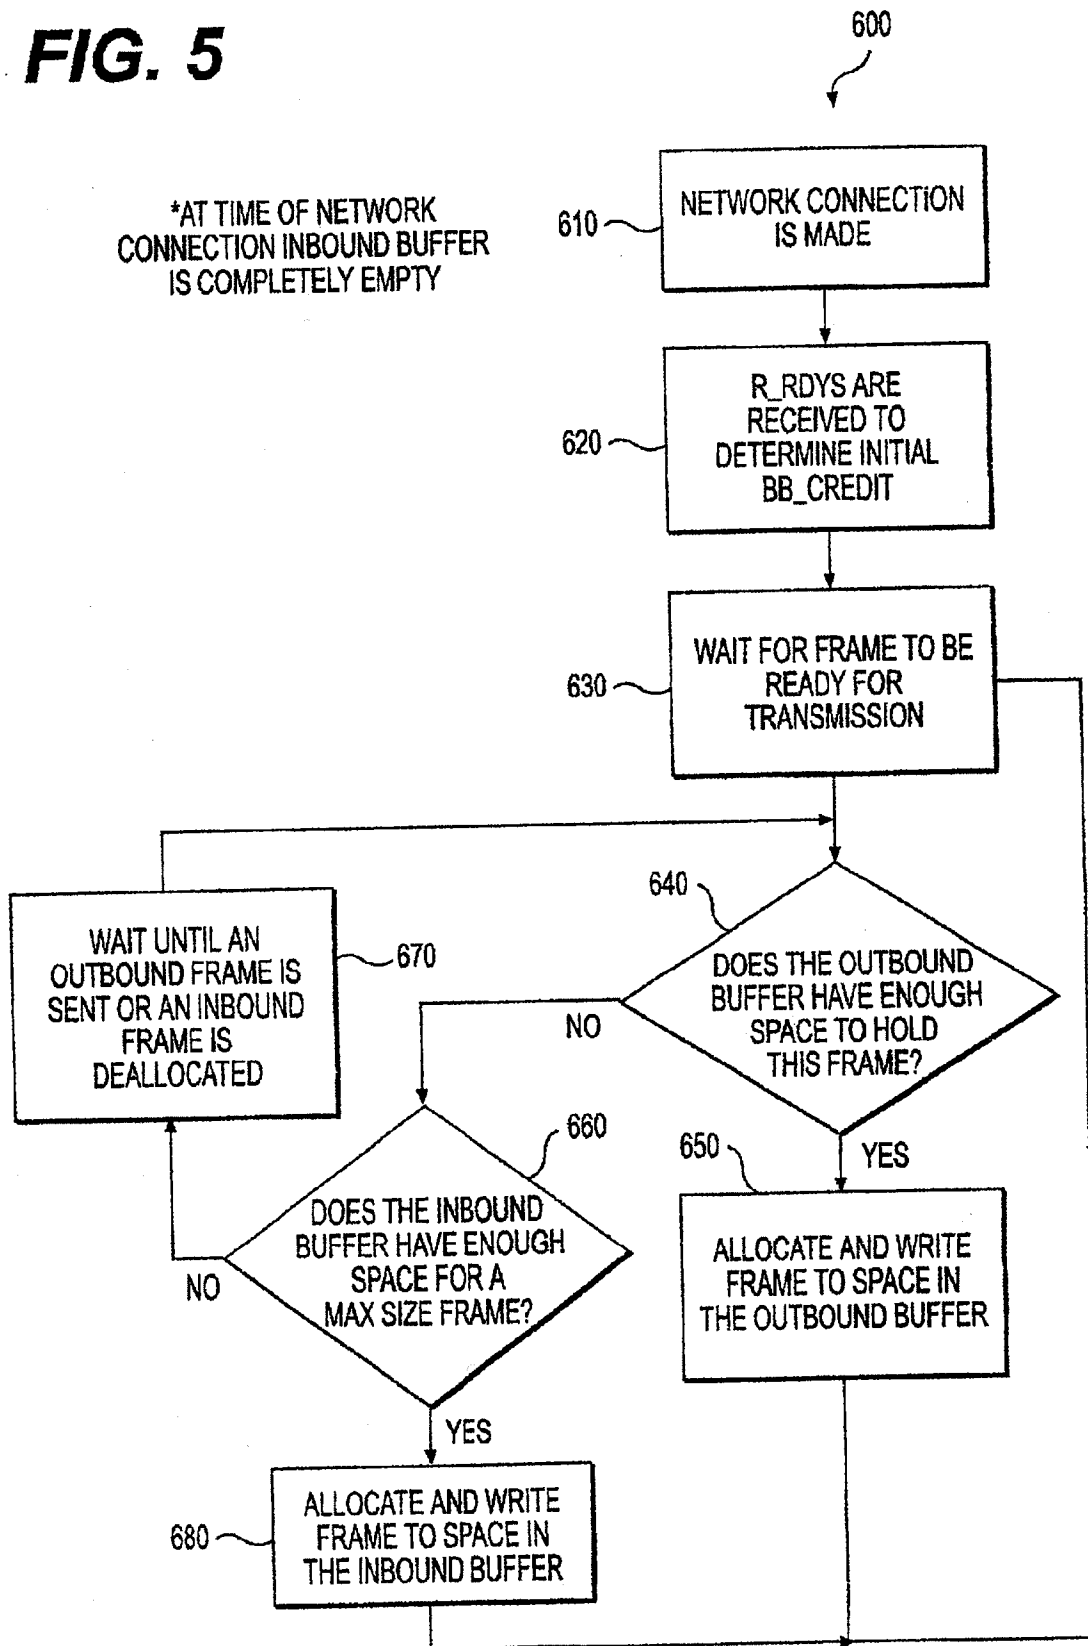 FIG. 5
600
*AT TIME OF NETWORK
CONNECTION INBOUND BUFFER
IS COMPLETELY EMPTY
610
NETWORK CONNECTION
IS MADE
620
R_RDYS ARE
RECEIVED TO
DETERMINE INITIAL
BB_CREDIT
630
WAIT FOR FRAME TO BE
READY FOR
TRANSMISSION
640
DOES THE OUTBOUND
BUFFER HAVE ENOUGH
SPACE TO HOLD
THIS FRAME?
NO
YES
WAIT UNTIL AN
OUTBOUND FRAME IS
SENT OR AN INBOUND
FRAME IS
DEALLOCATED
670
650
ALLOCATE AND WRITE
FRAME TO SPACE IN
THE OUTBOUND BUFFER
660
DOES THE INBOUND
BUFFER HAVE ENOUGH
SPACE FOR A
MAX SIZE FRAME?
NO
YES
680
ALLOCATE AND WRITE
FRAME TO SPACE IN
THE INBOUND BUFFER